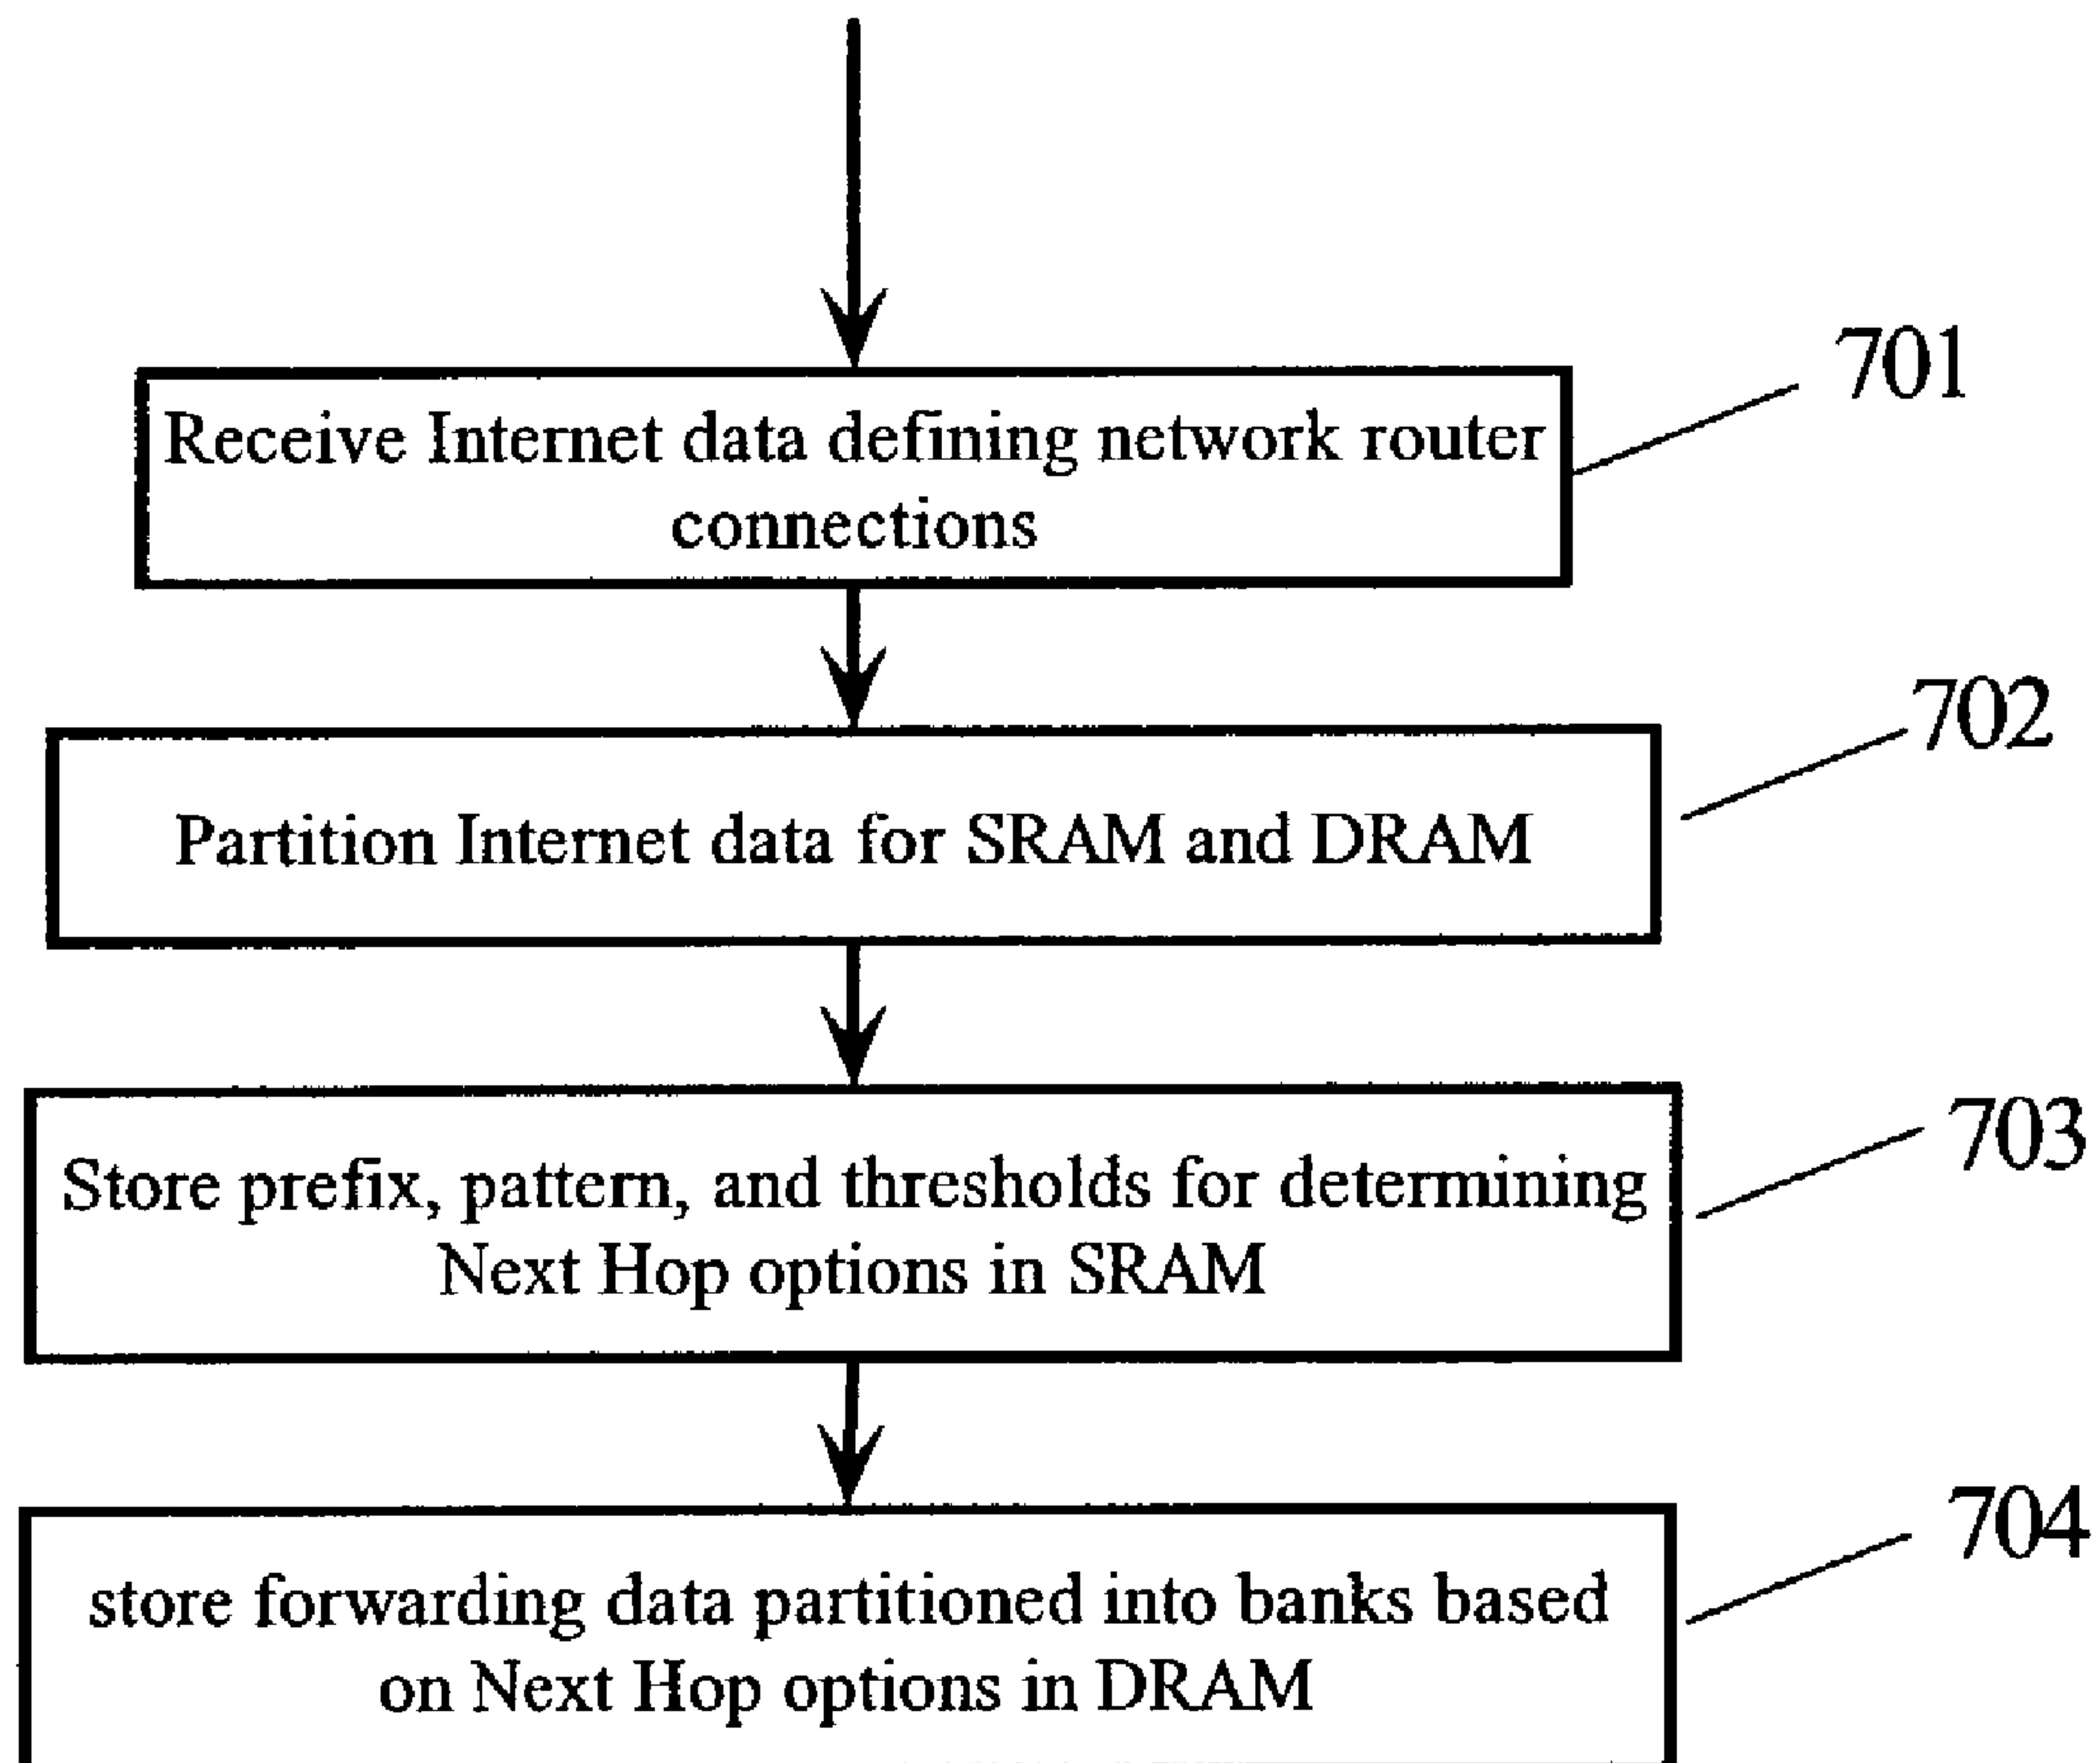 701
Receive Internet data defining network router
connections
702
Partition Internet data for SRAM and DRAM
703
Store prefix, pattern, and thresholds for determining
Next Hop options in SRAM
704
store forwarding data partitioned into banks based
on Next Hop options in DRAM